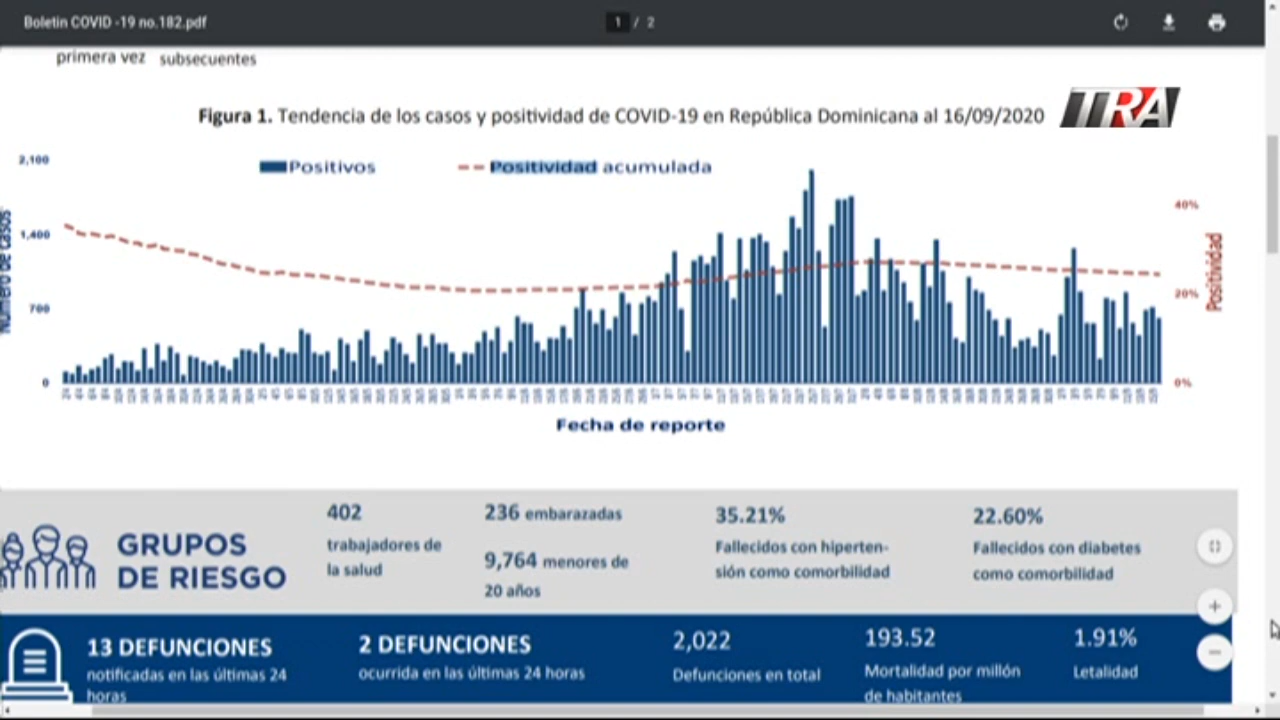 Boletin COVID -19 no.182.pdf
1 / 2
primera vez subsecuentes
Figura 1. Tendencia de los casos y positividad de COVID-19 en República Dominicana al 16/09/2020
TRA
Positivos
Positividad acumulada
2,100
1,400
700
0
Número de casos
40%
20%
0%
Positividad
Fecha de reporte
GRUPOS
DE RIESGO
402
trabajadores de
la salud
236 embarazadas
9,764 menores de
20 años
35.21%
Fallecidos con hiperten-
sión como comorbilidad
22.60%
Fallecidos con diabetes
como comorbilidad
13 DEFUNCIONES
notificadas en las últimas 24
horas
2 DEFUNCIONES
ocurrida en las últimas 24 horas
2,022
Defunciones en total
193.52
Mortalidad por millón
de habitantes
1.91%
Letalidad